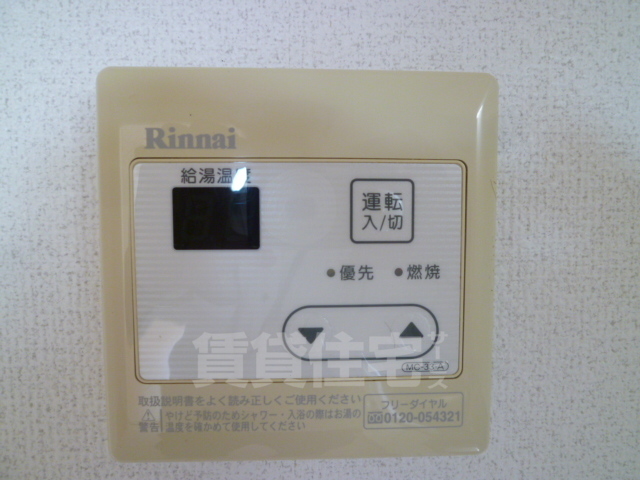 Rinnai
給湯温度
運転
入/切
優先 燃焼
▼ ▲
賃貸住宅
取扱説明書をよく読み正しくご使用ください
警告 やけど予防のためシャワー・入浴の際はお湯の
温度を確かめて使用してください。
フリーダイヤル
0120-054321